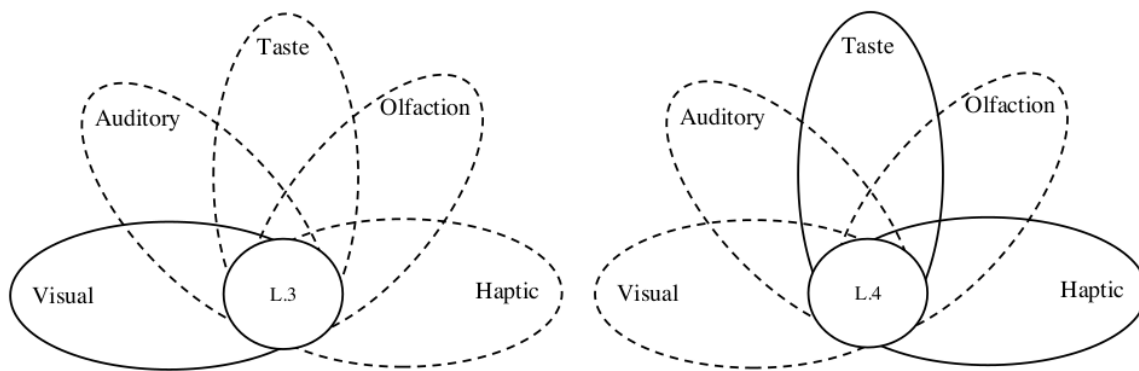 Taste
Auditory
Olfaction
Visual
L.3
Haptic
Taste
Auditory
Olfaction
Visual
L.4
Haptic